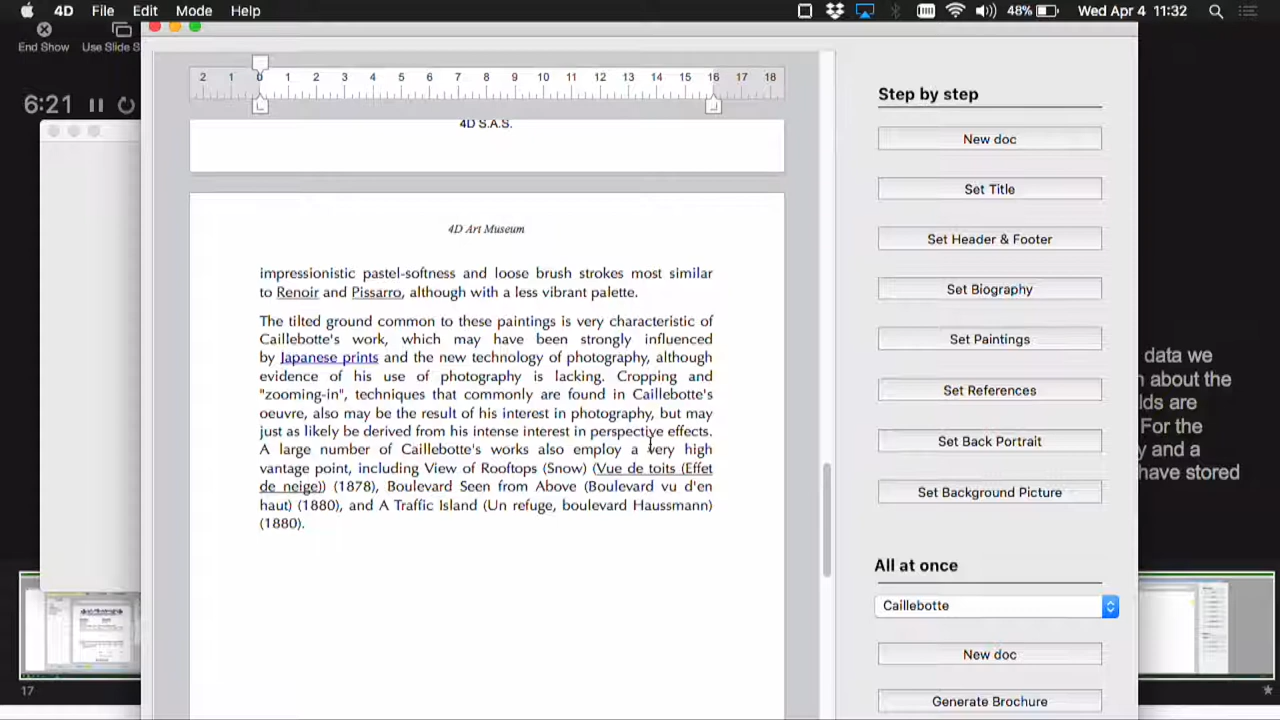 4D File Edit Mode Help 48% Wed Apr 4 11:32
End Show Use Slide S
6:21
2 1 0 1 2 3 4 5 6 7 8 9 10 11 12 13 14 15 16 17 18
4D S.A.S.
4D Art Museum
impressionistic pastel-softness and loose brush strokes most similar
to Renoir and Pissarro, although with a less vibrant palette.
The tilted ground common to these paintings is very characteristic of
Caillebotte's work, which may have been strongly influenced
by Japanese prints and the new technology of photography, although
evidence of his use of photography is lacking. Cropping and
"zooming-in", techniques that commonly are found in Caillebotte's
oeuvre, also may be the result of his interest in photography, but may
just as likely be derived from his intense interest in perspective effects.
A large number of Caillebotte's works also employ a very high
vantage point, including View of Rooftops (Snow) (Vue de toits (Effet
de neige)) (1878), Boulevard Seen from Above (Boulevard vu d'en
haut) (1880), and A Traffic Island (Un refuge, boulevard Haussmann)
(1880).
Step by step
New doc
Set Title
Set Header & Footer
Set Biography
Set Paintings
Set References
Set Back Portrait
Set Background Picture
All at once
Caillebotte
New doc
Generate Brochure
data we
about the
lds are
For the
y and a
have stored
17